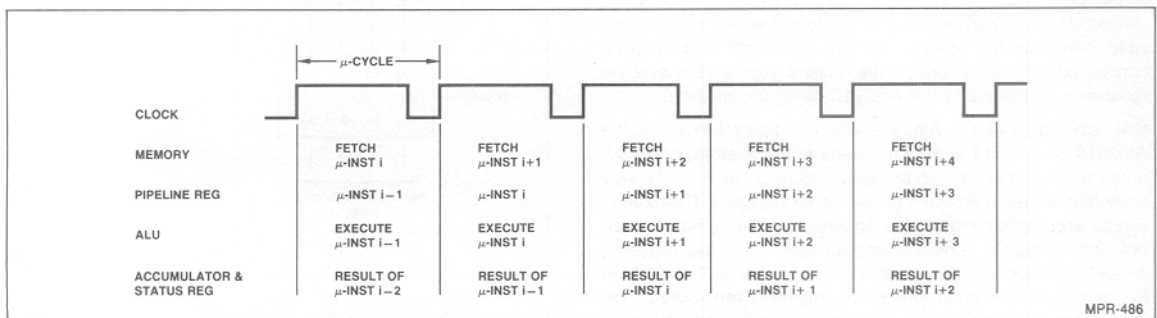 μ-CYCLE
CLOCK
MEMORY FETCH FETCH FETCH FETCH FETCH
μ-INST i μ-INST i+1 μ-INST i+2 μ-INST i+3 μ-INST i+4
PIPELINE REG μ-INST i−1 μ-INST i μ-INST i+1 μ-INST i+2 μ-INST i+3
ALU EXECUTE EXECUTE EXECUTE EXECUTE EXECUTE
μ-INST i−1 μ-INST i μ-INST i+1 μ-INST i+2 μ-INST i+ 3
ACCUMULATOR & RESULT OF RESULT OF RESULT OF RESULT OF RESULT OF
STATUS REG μ-INST i−2 μ-INST i−1 μ-INST i μ-INST i+ 1 μ-INST i+2
MPR-486